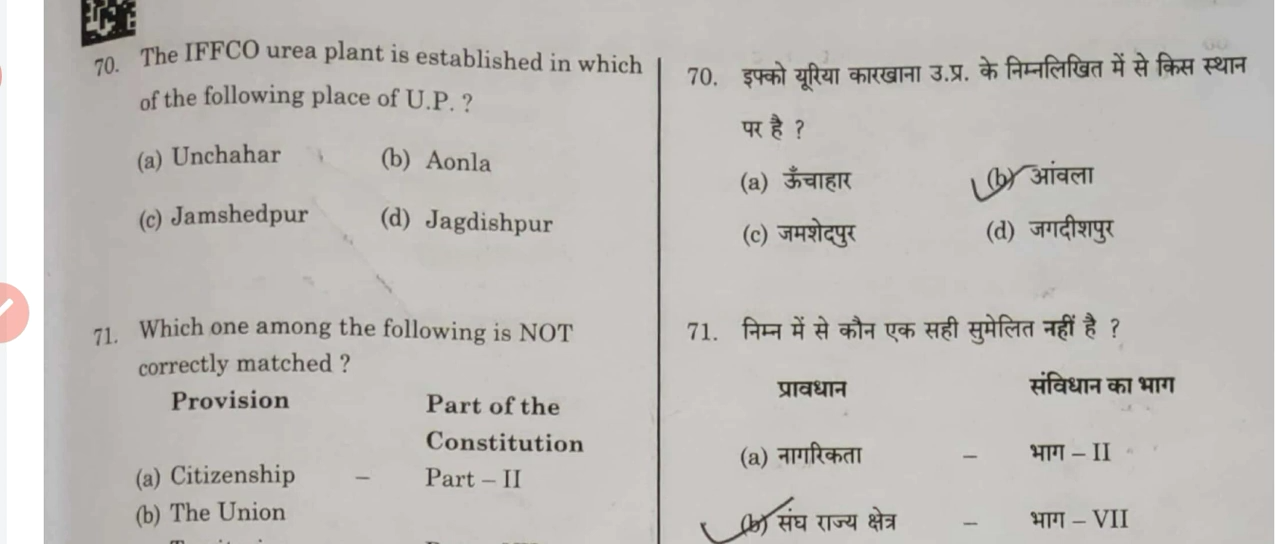 70. The IFFCO urea plant is established in which
of the following place of U.P. ?
(a) Unchahar (b) Aonla
(c) Jamshedpur (d) Jagdishpur
71. Which one among the following is NOT
correctly matched ?
Provision Part of the
Constitution
(a) Citizenship – Part – II
(b) The Union
70. इफ्को यूरिया कारखाना उ.प्र. के निम्नलिखित में से किस स्थान
पर है ?
(a) ऊँचाहार (b) आंवला
(c) जमशेदपुर (d) जगदीशपुर
71. निम्न में से कौन एक सही सुमेलित नहीं है ?
प्रावधान संविधान का भाग
(a) नागरिकता – भाग – II
(b) संघ राज्य क्षेत्र – भाग – VII